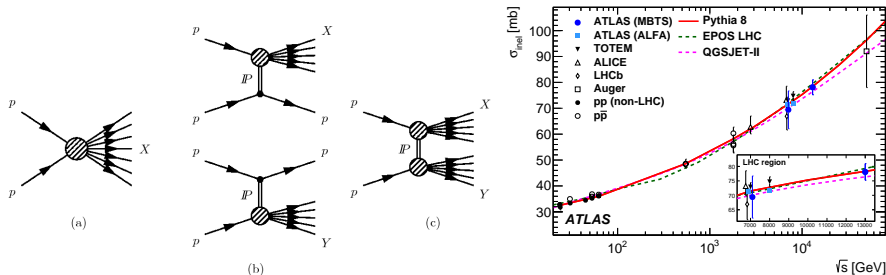 p
p
X
(a)
p
X
IP
p
p
p
p
IP
p
Y
(b)
p
X
IP
p
Y
(c)
σinel [mb]
110
100
90
80
70
60
50
40
30
ATLAS (MBTS)
ATLAS (ALFA)
TOTEM
ALICE
LHCb
Auger
pp (non-LHC)
pp̅
Pythia 8
EPOS LHC
QGSJET-II
ATLAS
LHC region
80
75
70
65
7000 8000 9000 10000 11000 12000 13000
10² 10³ 10⁴
√s [GeV]